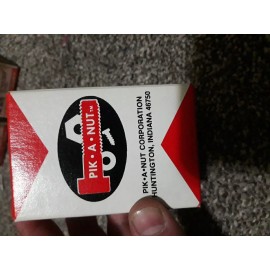 PIK•A•NUT™
PIK•A•NUT CORPORATION
HUNTINGTON, INDIANA 46750